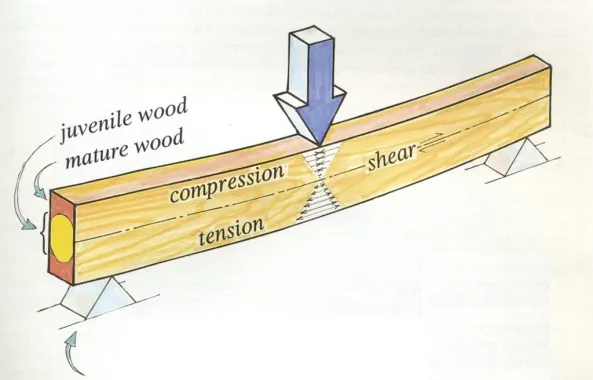 juvenile wood
mature wood
compression
shear
tension